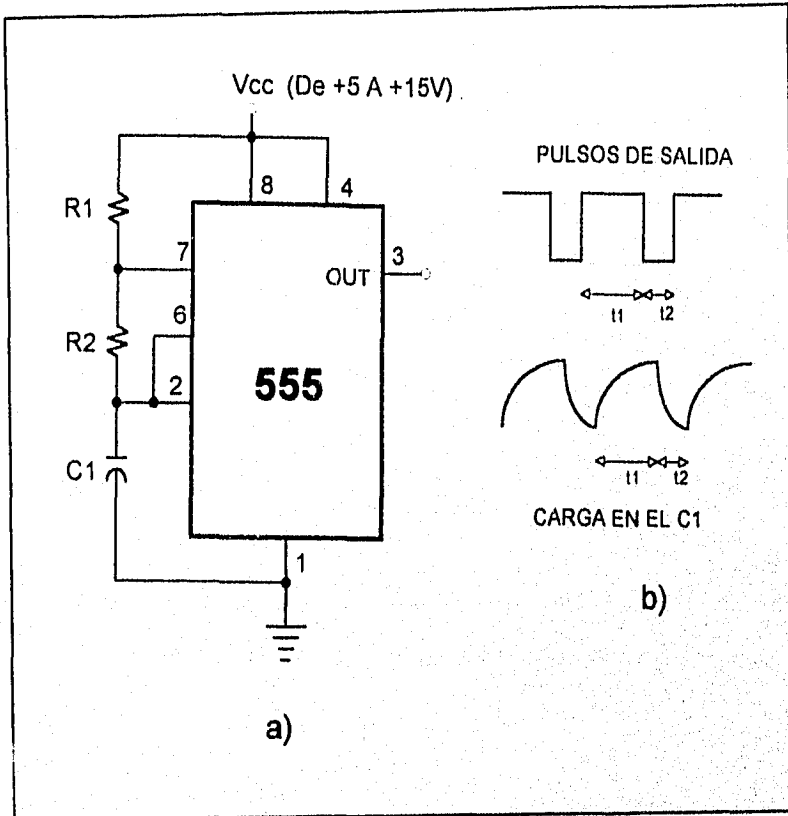 Vcc (De +5 A +15V)
8
4
R1
7
OUT
3
6
R2
2
555
C1
1
a)
PULSOS DE SALIDA
t1
t2
t1
t2
CARGA EN EL C1
b)